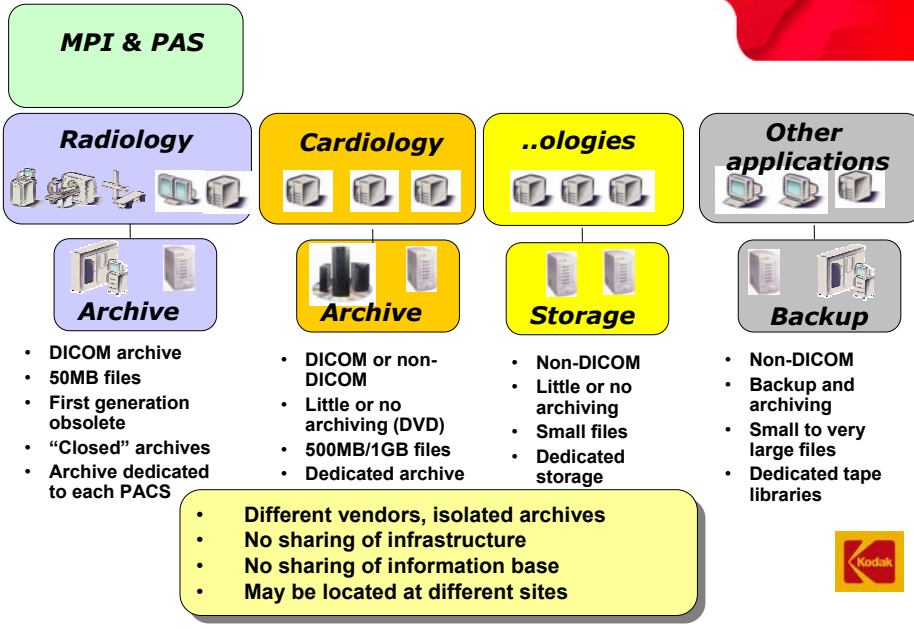 MPI & PAS
Radiology
Cardiology
..ologies
Other
applications
Archive
Archive
Storage
Backup
• DICOM archive
• 50MB files
• First generation
obsolete
• “Closed” archives
• Archive dedicated
to each PACS
• DICOM or non-
DICOM
• Little or no
archiving (DVD)
• 500MB/1GB files
• Dedicated archive
• Non-DICOM
• Little or no
archiving
• Small files
• Dedicated
storage
• Non-DICOM
• Backup and
archiving
• Small to very
large files
• Dedicated tape
libraries
• Different vendors, isolated archives
• No sharing of infrastructure
• No sharing of information base
• May be located at different sites
Kodak